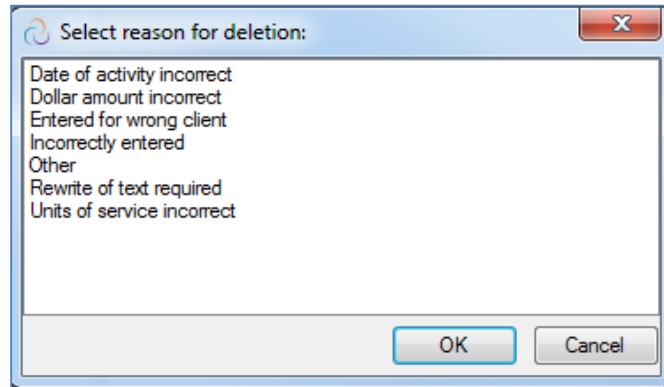 Select reason for deletion:
Date of activity incorrect
Dollar amount incorrect
Entered for wrong client
Incorrectly entered
Other
Rewrite of text required
Units of service incorrect
OK
Cancel